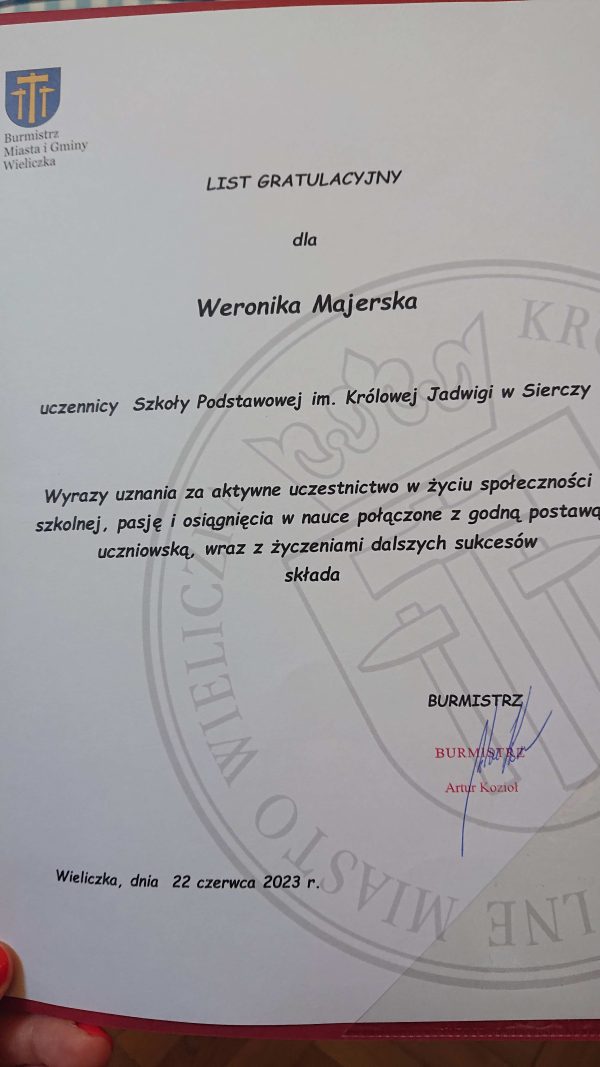 Burmistrz
Miasta i Gminy
Wieliczka
LIST GRATULACYJNY
dla
Weronika Majerska
uczennicy Szkoły Podstawowej im. Królowej Jadwigi w Sierczy
Wyrazy uznania za aktywne uczestnictwo w życiu społeczności
szkolnej, pasję i osiągnięcia w nauce połączone z godną postawą
uczniowską, wraz z życzeniami dalszych sukcesów
składa
BURMISTRZ
BURMISTRZ
Artur Kozioł
Wieliczka, dnia 22 czerwca 2023 r.
MIASTO WIELICZ